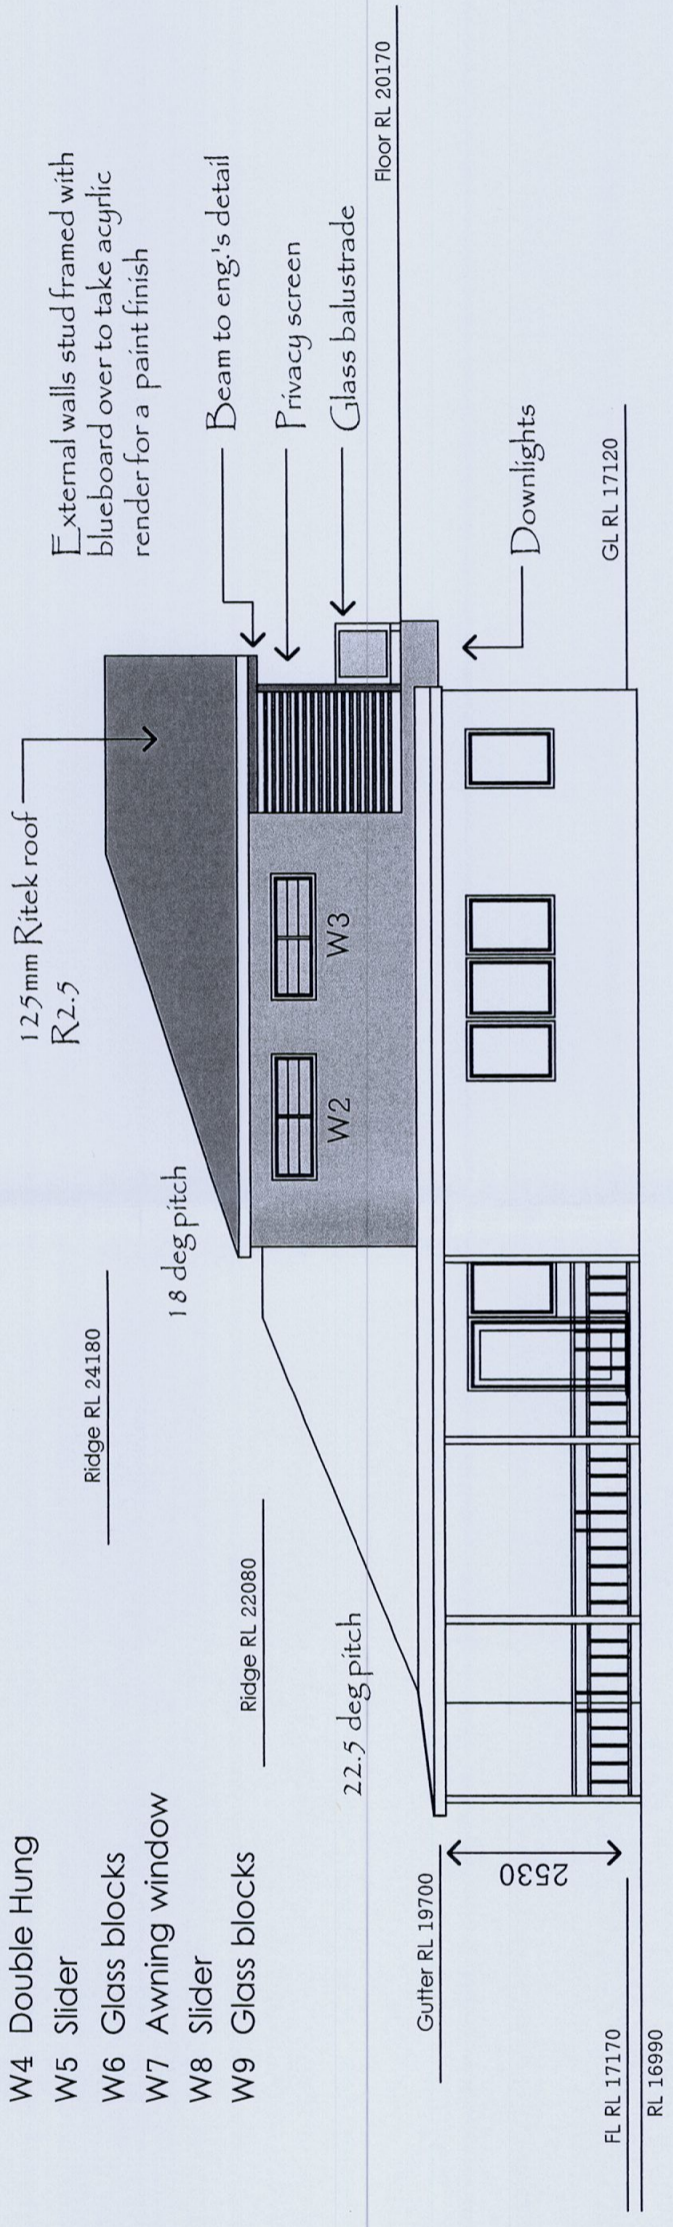 W4 Double Hung
W5 Slider
W6 Glass blocks
W7 Awning window
W8 Slider
W9 Glass blocks
125mm Ritek roof
R2.5
External walls stud framed with
blueboard over to take acyrlic
render for a paint finish
Ridge RL 24180
18 deg pitch
Beam to eng.'s detail
Privacy screen
Glass balustrade
Ridge RL 22080
W2
W3
22.5 deg pitch
Floor RL 20170
Gutter RL 19700
2530
Downlights
FL RL 17170
GL RL 17120
RL 16990